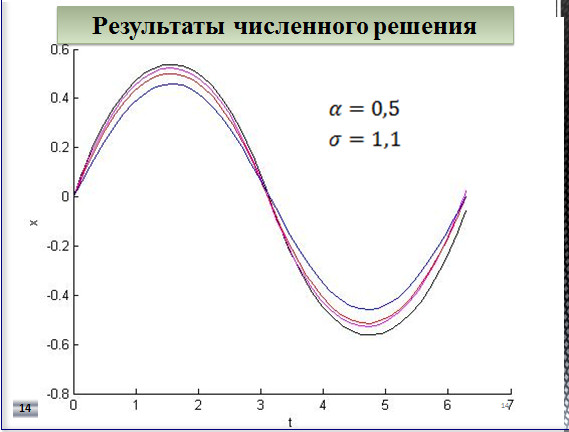 Результаты численного решения
0.6
0.4
0.2
0
-0.2
-0.4
-0.6
-0.8
x
α = 0,5
σ = 1,1
0 1 2 3 4 5 6 7
t
14
14